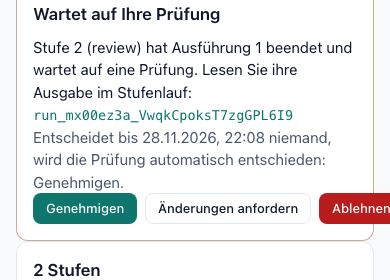 Wartet auf Ihre Prüfung
Stufe 2 (review) hat Ausführung 1 beendet und
wartet auf eine Prüfung. Lesen Sie ihre
Ausgabe im Stufenlauf:
run_mx00ez3a_VwqkCpoksT7zgGPL6I9
Entscheidet bis 28.11.2026, 22:08 niemand,
wird die Prüfung automatisch entschieden:
Genehmigen.
Genehmigen Änderungen anfordern Ablehnen
2 Stufen